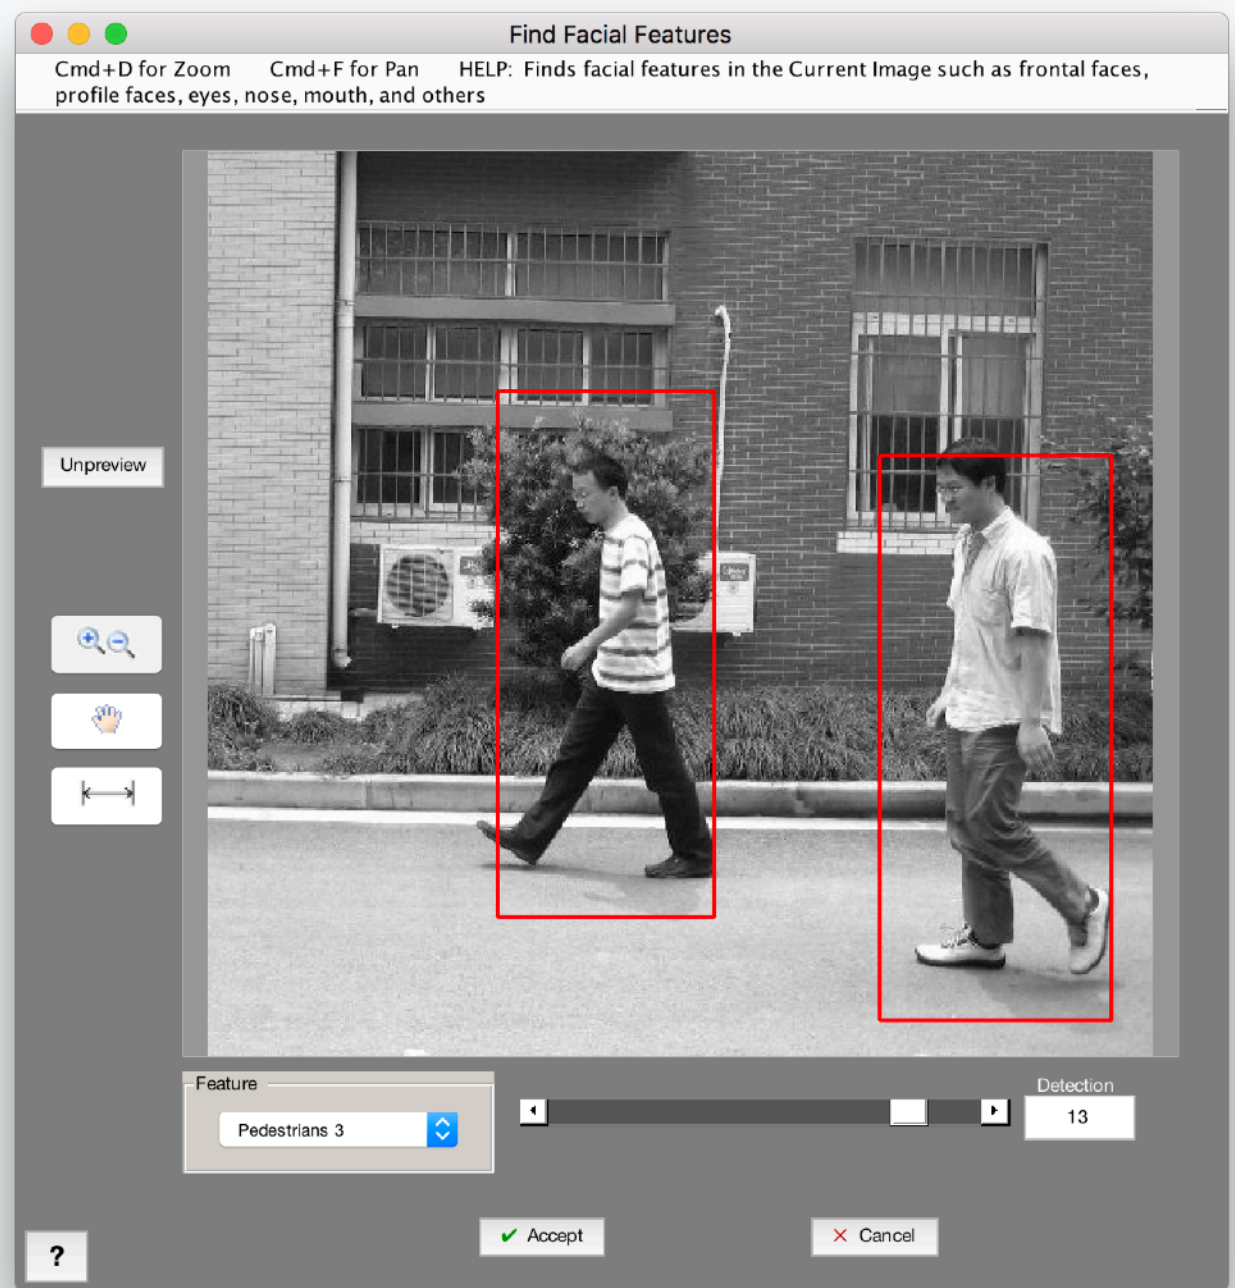 Find Facial Features
Cmd+D for Zoom Cmd+F for Pan HELP: Finds facial features in the Current Image such as frontal faces,
profile faces, eyes, nose, mouth, and others
Unpreview
Feature
Pedestrians 3
Detection
13
Accept
Cancel
?